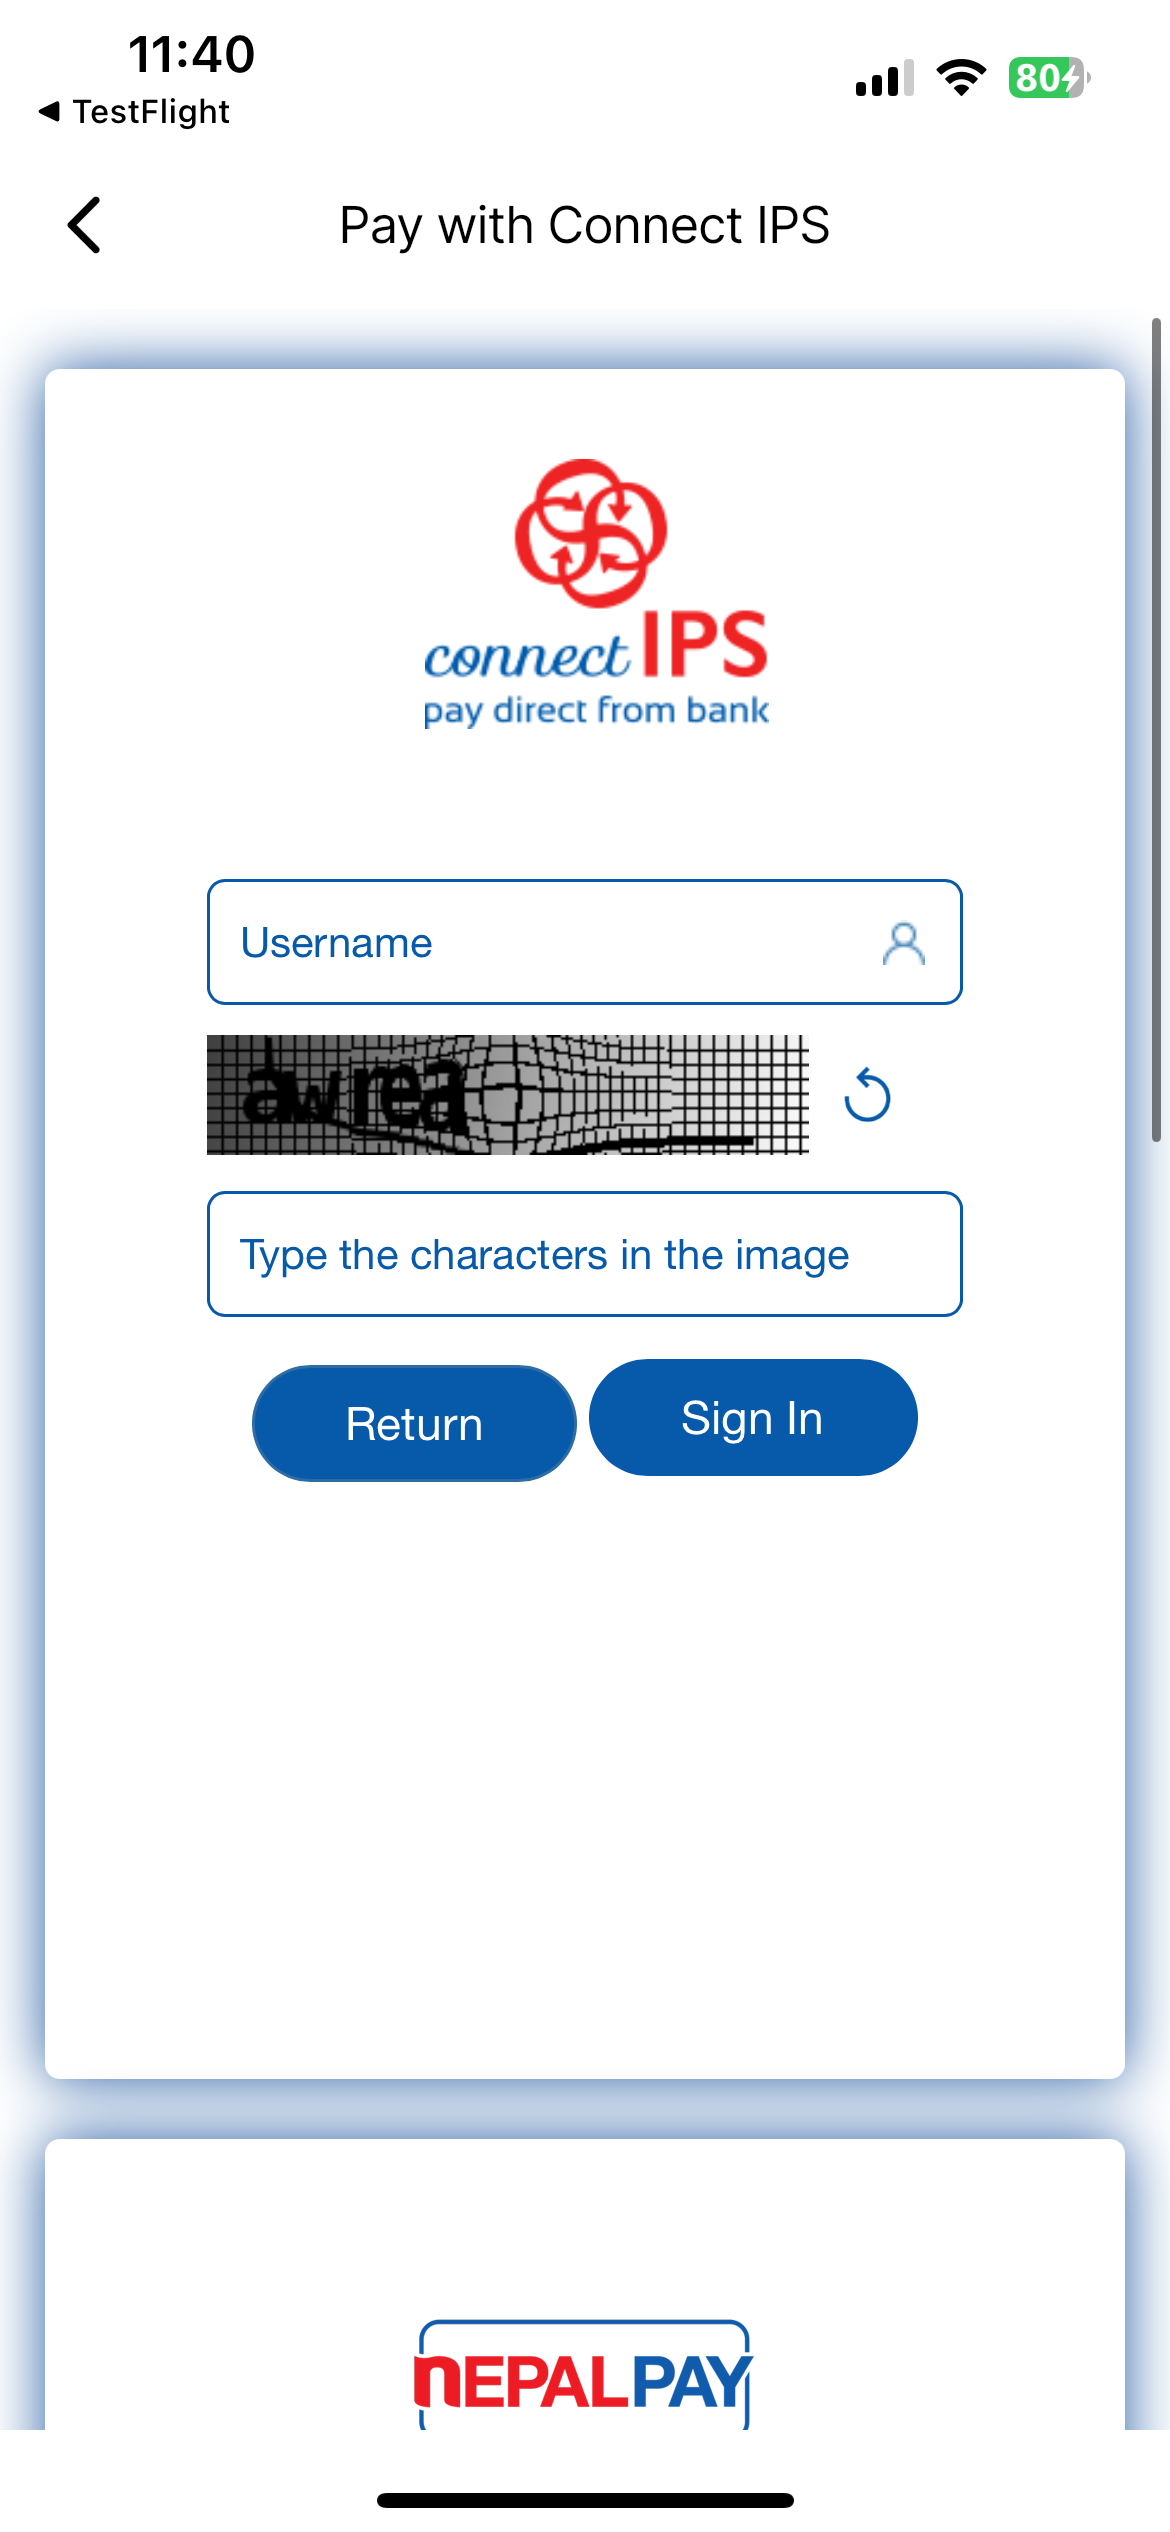 11:40
80
TestFlight
Pay with Connect IPS
connect IPS
pay direct from bank
Username
Type the characters in the image
Return
Sign In
nEPALPAY